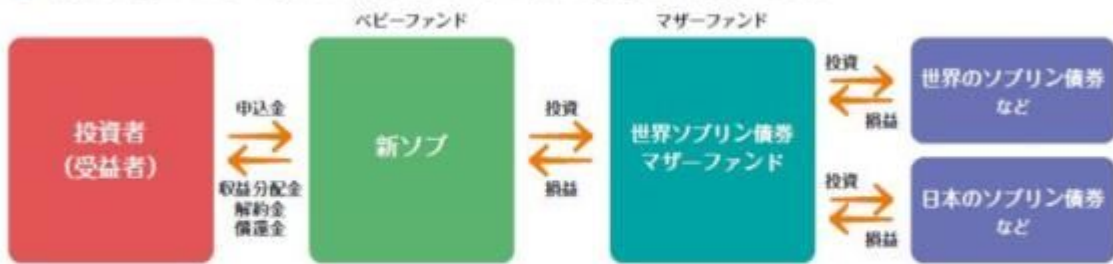 ベビーファンド
マザーファンド
投資者
(受益者)
申込金
収益分配金
解約金
償還金
新ソブ
投資
損益
世界ソブリン債券
マザーファンド
投資
損益
世界のソブリン債券
など
投資
損益
日本のソブリン債券
など